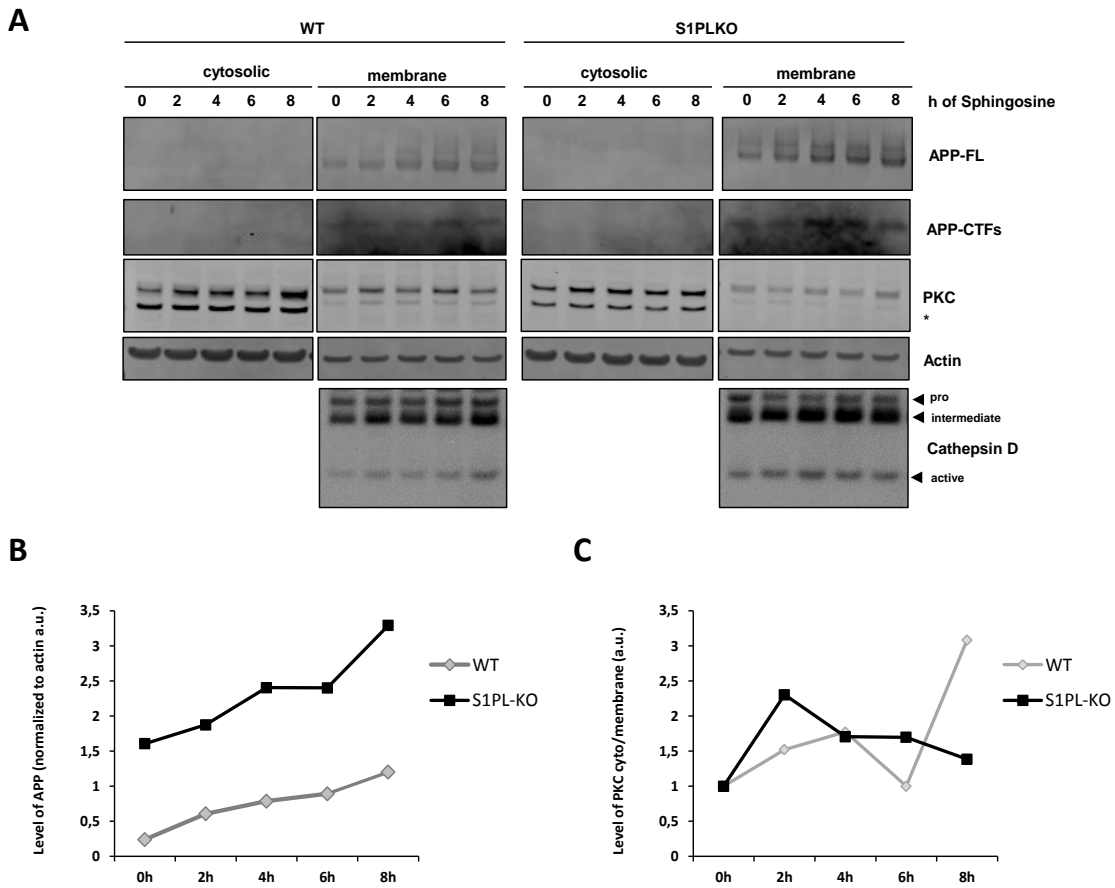 A
WT S1PLKO
cytosolic membrane cytosolic membrane
0 2 4 6 8 0 2 4 6 8 0 2 4 6 8 0 2 4 6 8 h of Sphingosine
APP-FL
APP-CTFs
PKC
*
Actin
pro
intermediate
Cathepsin D
active
B
Level of APP (normalized to actin a.u.)
3,5
3
2,5
2
1,5
1
0,5
0
0h 2h 4h 6h 8h
WT
S1PL-KO
C
Level of PKC cyto/membrane (a.u.)
3,5
3
2,5
2
1,5
1
0,5
0
0h 2h 4h 6h 8h
WT
S1PL-KO